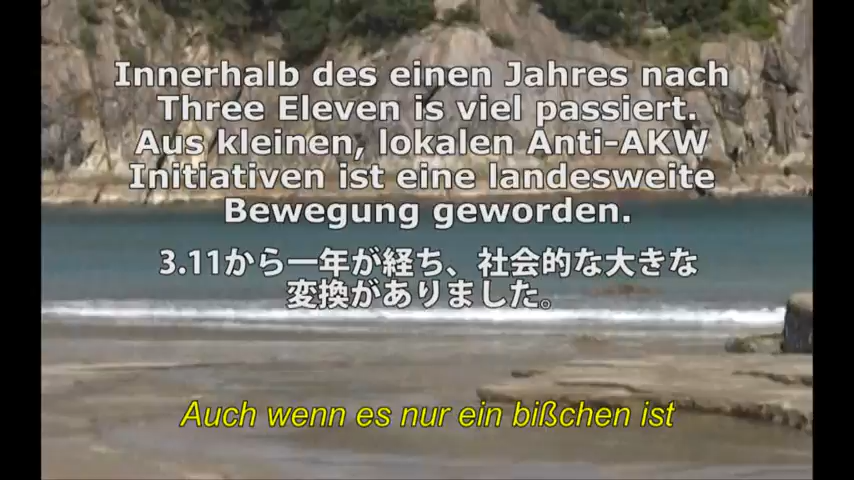 Innerhalb des einen Jahres nach
Three Eleven is viel passiert.
Aus kleinen, lokalen Anti-AKW
Initiativen ist eine landesweite
Bewegung geworden.
3.11から一年が経ち、社会的な大きな
変換がありました。
Auch wenn es nur ein bißchen ist